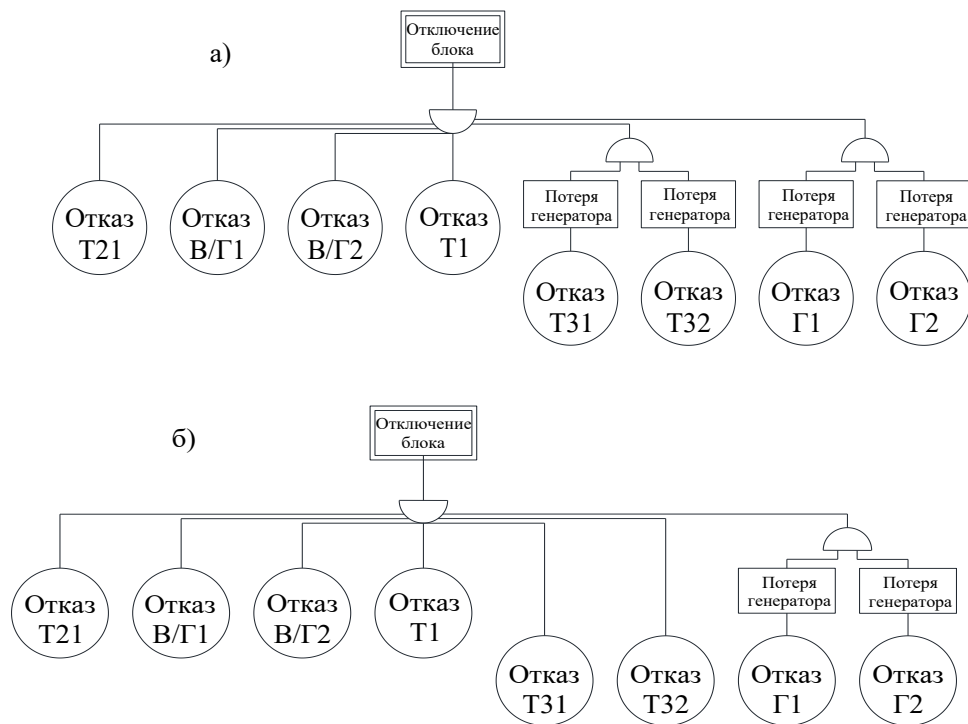 Отключение
блока
а)
Потеря
генератора
Потеря
генератора
Потеря
генератора
Потеря
генератора
Отказ
Т21
Отказ
В/Г1
Отказ
В/Г2
Отказ
Т1
Отказ
Т31
Отказ
Т32
Отказ
Г1
Отказ
Г2
Отключение
блока
б)
Потеря
генератора
Потеря
генератора
Отказ
Т21
Отказ
В/Г1
Отказ
В/Г2
Отказ
Т1
Отказ
Т31
Отказ
Т32
Отказ
Г1
Отказ
Г2